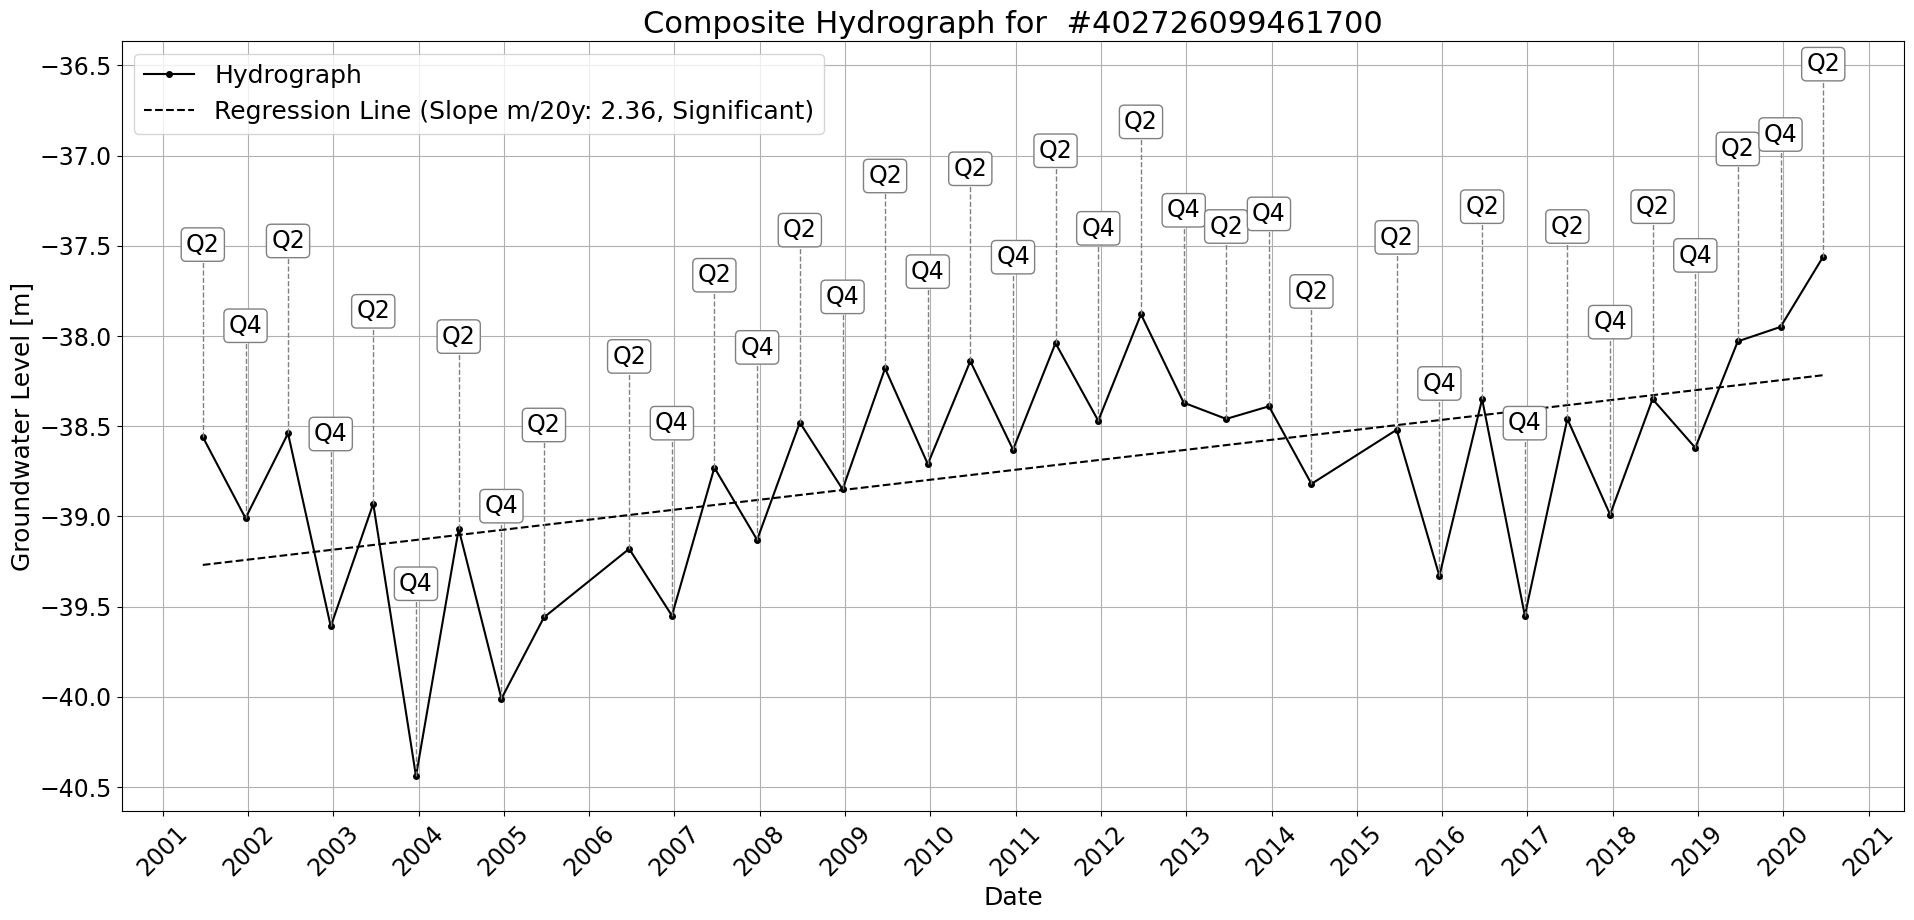 Composite Hydrograph for  #402726099461700
Hydrograph
Regression Line (Slope m/20y: 2.36, Significant)
Groundwater Level [m]
−36.5
−37.0
−37.5
−38.0
−38.5
−39.0
−39.5
−40.0
−40.5
Q2
Q4
Q2
Q4
Q2
Q4
Q2
Q4
Q2
Q2
Q4
Q2
Q4
Q2
Q4
Q2
Q4
Q2
Q4
Q2
Q4
Q2
Q4
Q2
Q4
Q2
Q2
Q4
Q2
Q4
Q2
Q4
Q2
Q4
Q2
Q4
Q2
2001
2002
2003
2004
2005
2006
2007
2008
2009
2010
2011
2012
2013
2014
2015
2016
2017
2018
2019
2020
2021
Date